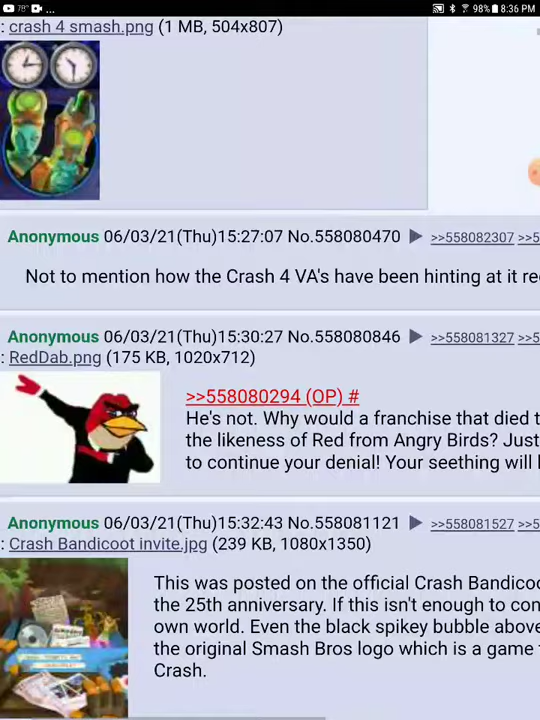 78°
...
98% 8:36 PM
: crash 4 smash.png (1 MB, 504x807)
Anonymous 06/03/21(Thu)15:27:07 No.558080470 ▶ >>558082307 >>5
Not to mention how the Crash 4 VA's have been hinting at it re
Anonymous 06/03/21(Thu)15:30:27 No.558080846 ▶ >>558081327 >>5
: RedDab.png (175 KB, 1020x712)
>>558080294 (OP) #
He's not. Why would a franchise that died t
the likeness of Red from Angry Birds? Just
to continue your denial! Your seething will
Anonymous 06/03/21(Thu)15:32:43 No.558081121 ▶ >>558081527 >>5
: Crash Bandicoot invite.jpg (239 KB, 1080x1350)
This was posted on the official Crash Bandicoo
the 25th anniversary. If this isn't enough to con
own world. Even the black spikey bubble above
the original Smash Bros logo which is a game
Crash.